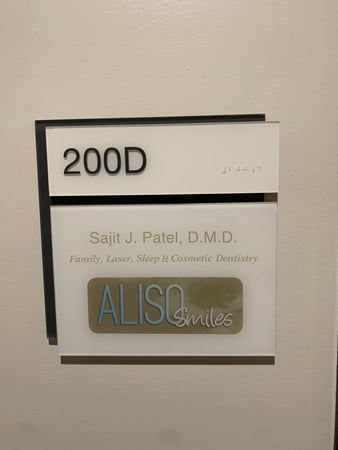 200D
Sajit J. Patel, D.M.D.
Family, Laser, Sleep & Cosmetic Dentistry
ALISO
Smiles